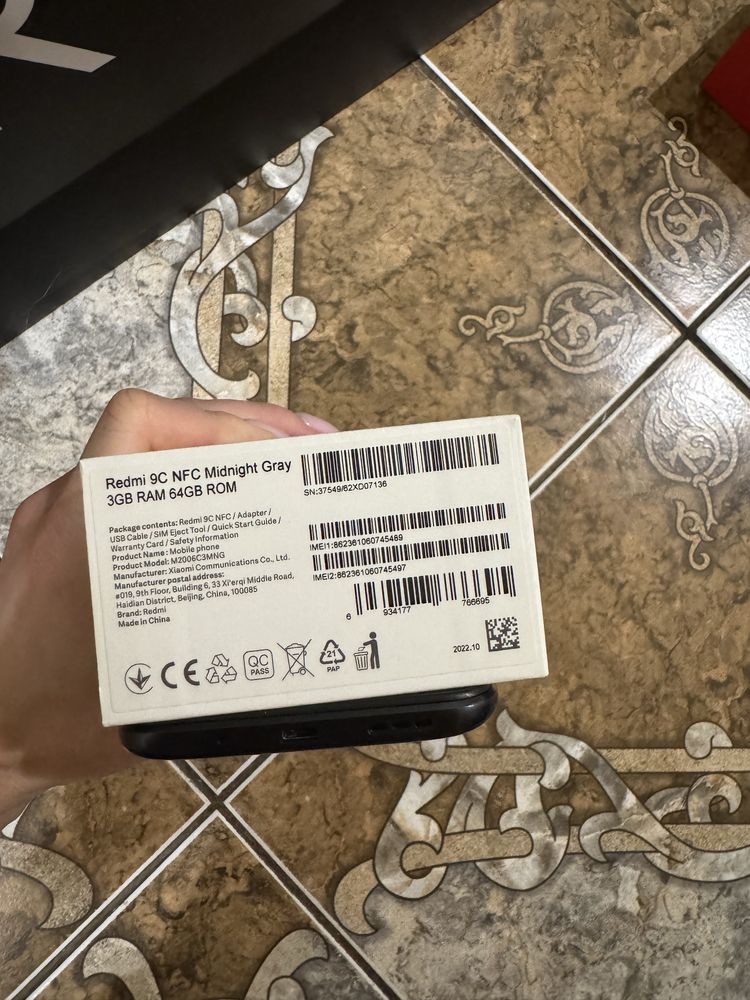 Redmi 9C NFC Midnight Gray
3GB RAM 64GB ROM
Package contents: Redmi 9C NFC / Adapter /
USB Cable / SIM Eject Tool / Quick Start Guide /
Warranty Card / Safety Information
Product Name: Mobile phone
Product Model: M2006C3MNG
Manufacturer: Xiaomi Communications Co., Ltd.
Manufacturer postal address:
#019, 9th Floor, Building 6, 33 Xi'erqi Middle Road,
Haidian District, Beijing, China, 100085
Brand: Redmi
Made in China
SN:37549/62XD07136
IMEI1:862361060745489
IMEI2:862361060745497
6 934177 766695
2022.10
CE
QC
PASS
21
PAP